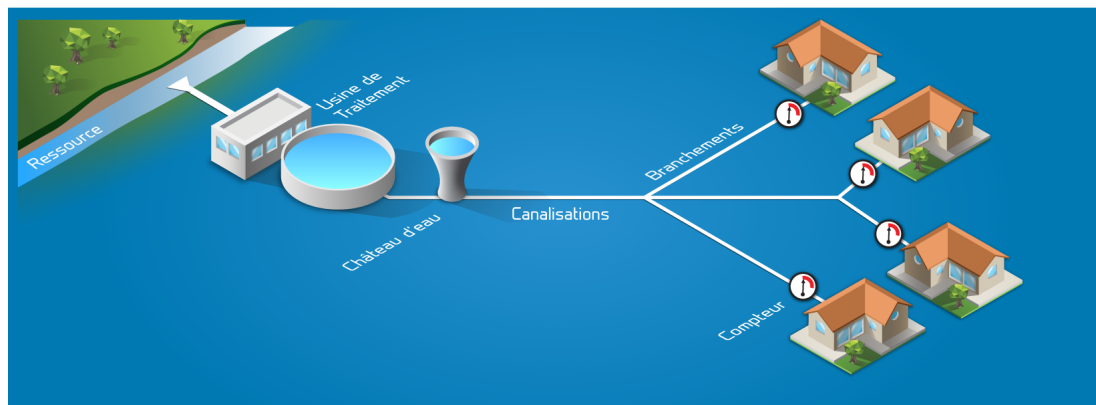 Ressource
Usine de
Traitement
Château d'eau
Canalisations
Branchements
Compteur